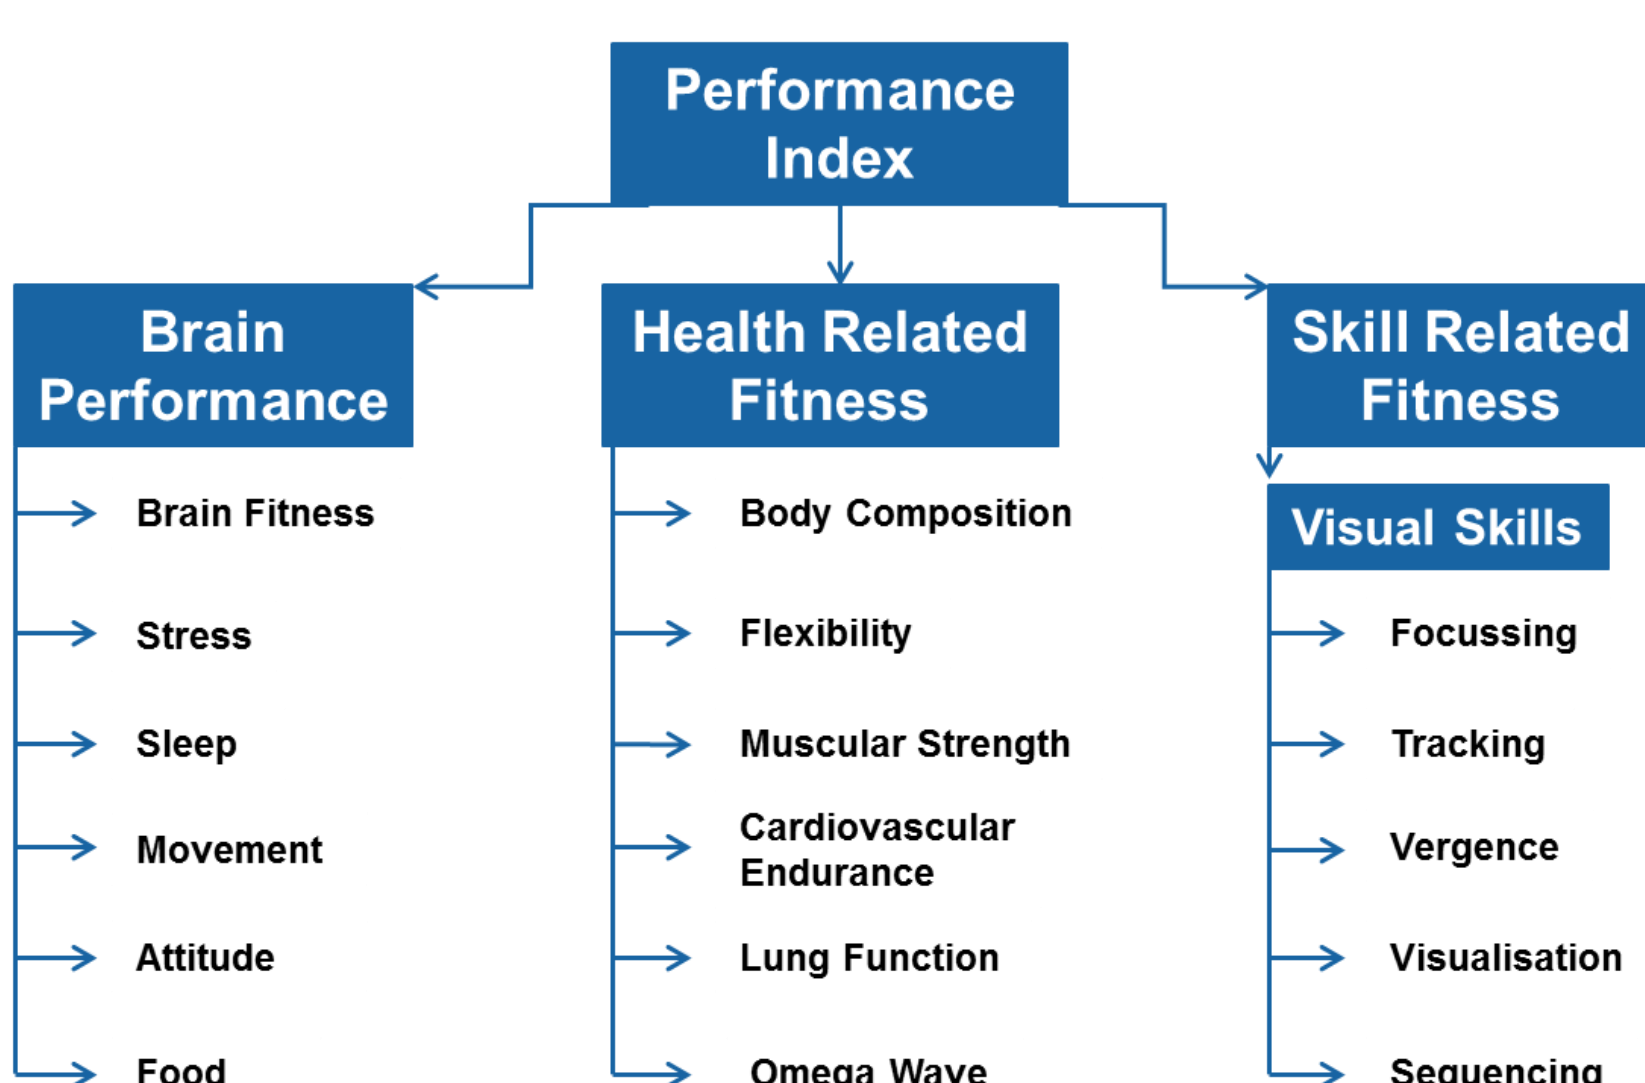 Performance
Index
Brain
Performance
Brain Fitness
Stress
Sleep
Movement
Attitude
Food
Health Related
Fitness
Body Composition
Flexibility
Muscular Strength
Cardiovascular
Endurance
Lung Function
Omega Wave
Skill Related
Fitness
Visual Skills
Focussing
Tracking
Vergence
Visualisation
Sequencing